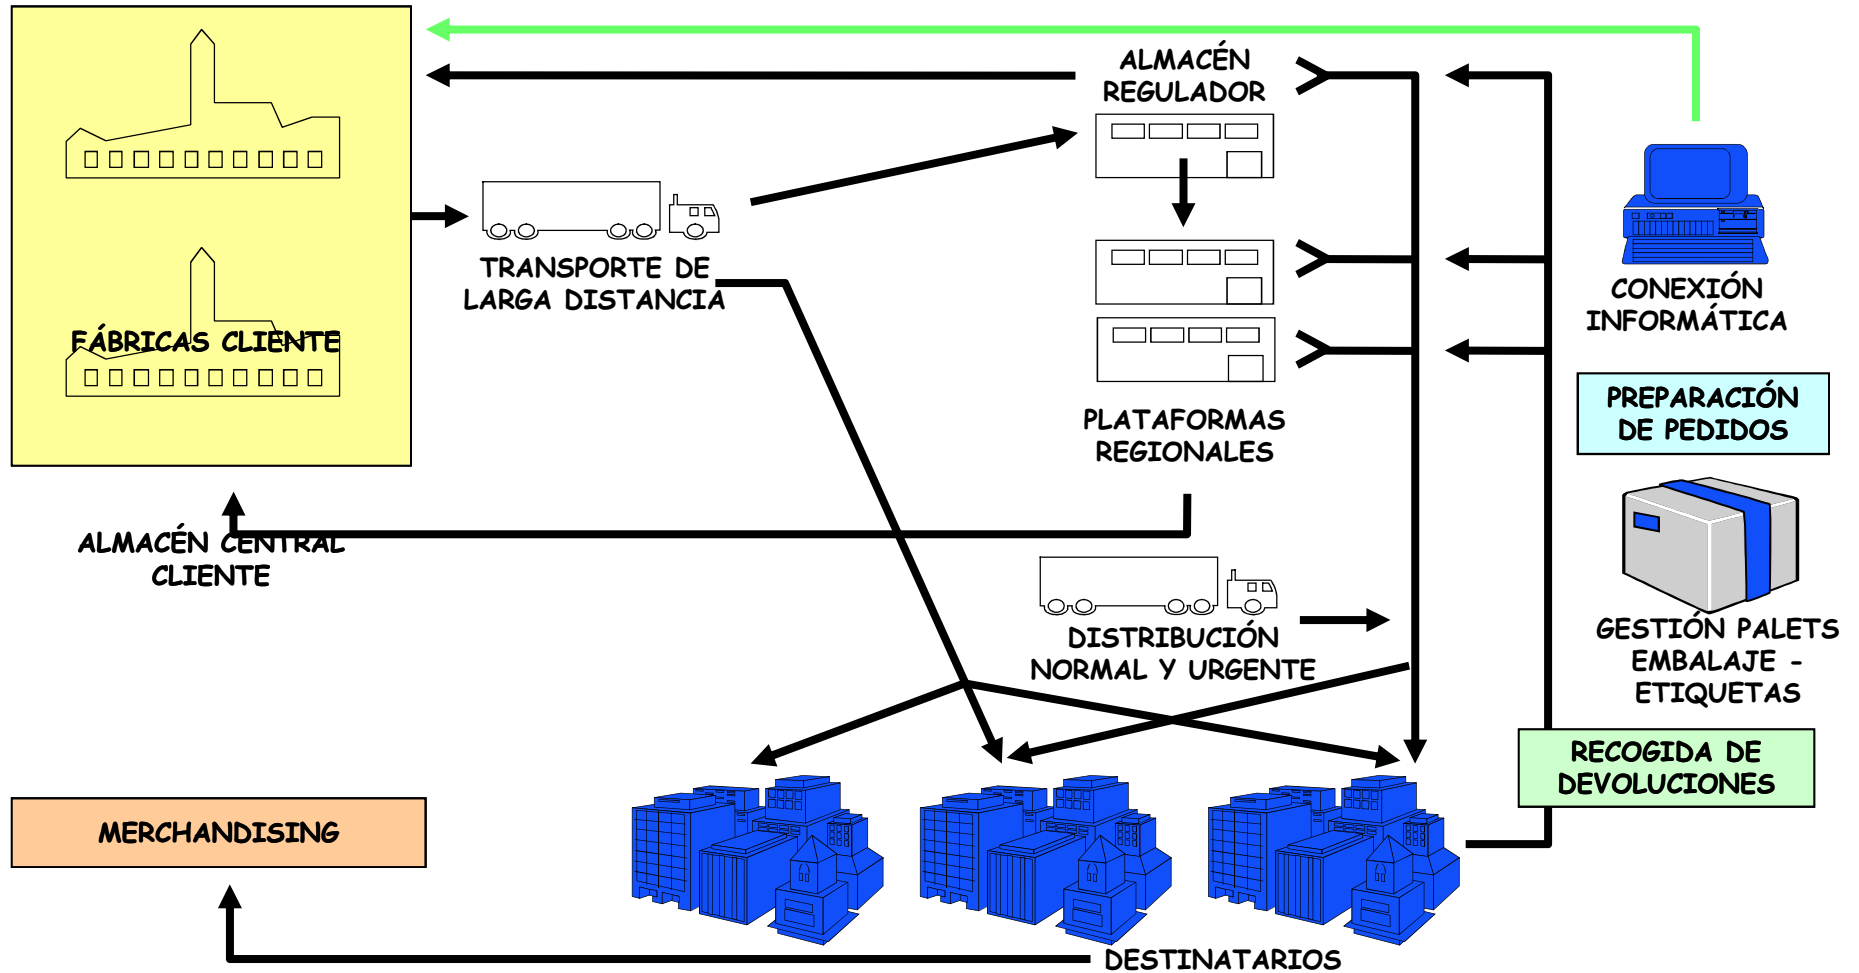 ALMACÉN
REGULADOR
TRANSPORTE DE
LARGA DISTANCIA
FÁBRICAS CLIENTE
CONEXIÓN
INFORMÁTICA
PREPARACIÓN
DE PEDIDOS
PLATAFORMAS
REGIONALES
ALMACÉN CENTRAL
CLIENTE
DISTRIBUCIÓN
NORMAL Y URGENTE
GESTIÓN PALETS
EMBALAJE -
ETIQUETAS
RECOGIDA DE
DEVOLUCIONES
MERCHANDISING
DESTINATARIOS